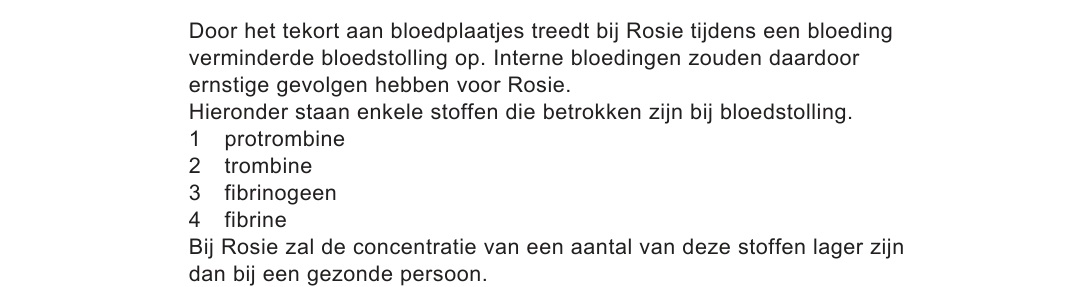 Door het tekort aan bloedplaatjes treedt bij Rosie tijdens een bloeding
verminderde bloedstolling op. Interne bloedingen zouden daardoor
ernstige gevolgen hebben voor Rosie.
Hieronder staan enkele stoffen die betrokken zijn bij bloedstolling.
1 protrombine
2 trombine
3 fibrinogeen
4 fibrine
Bij Rosie zal de concentratie van een aantal van deze stoffen lager zijn
dan bij een gezonde persoon.